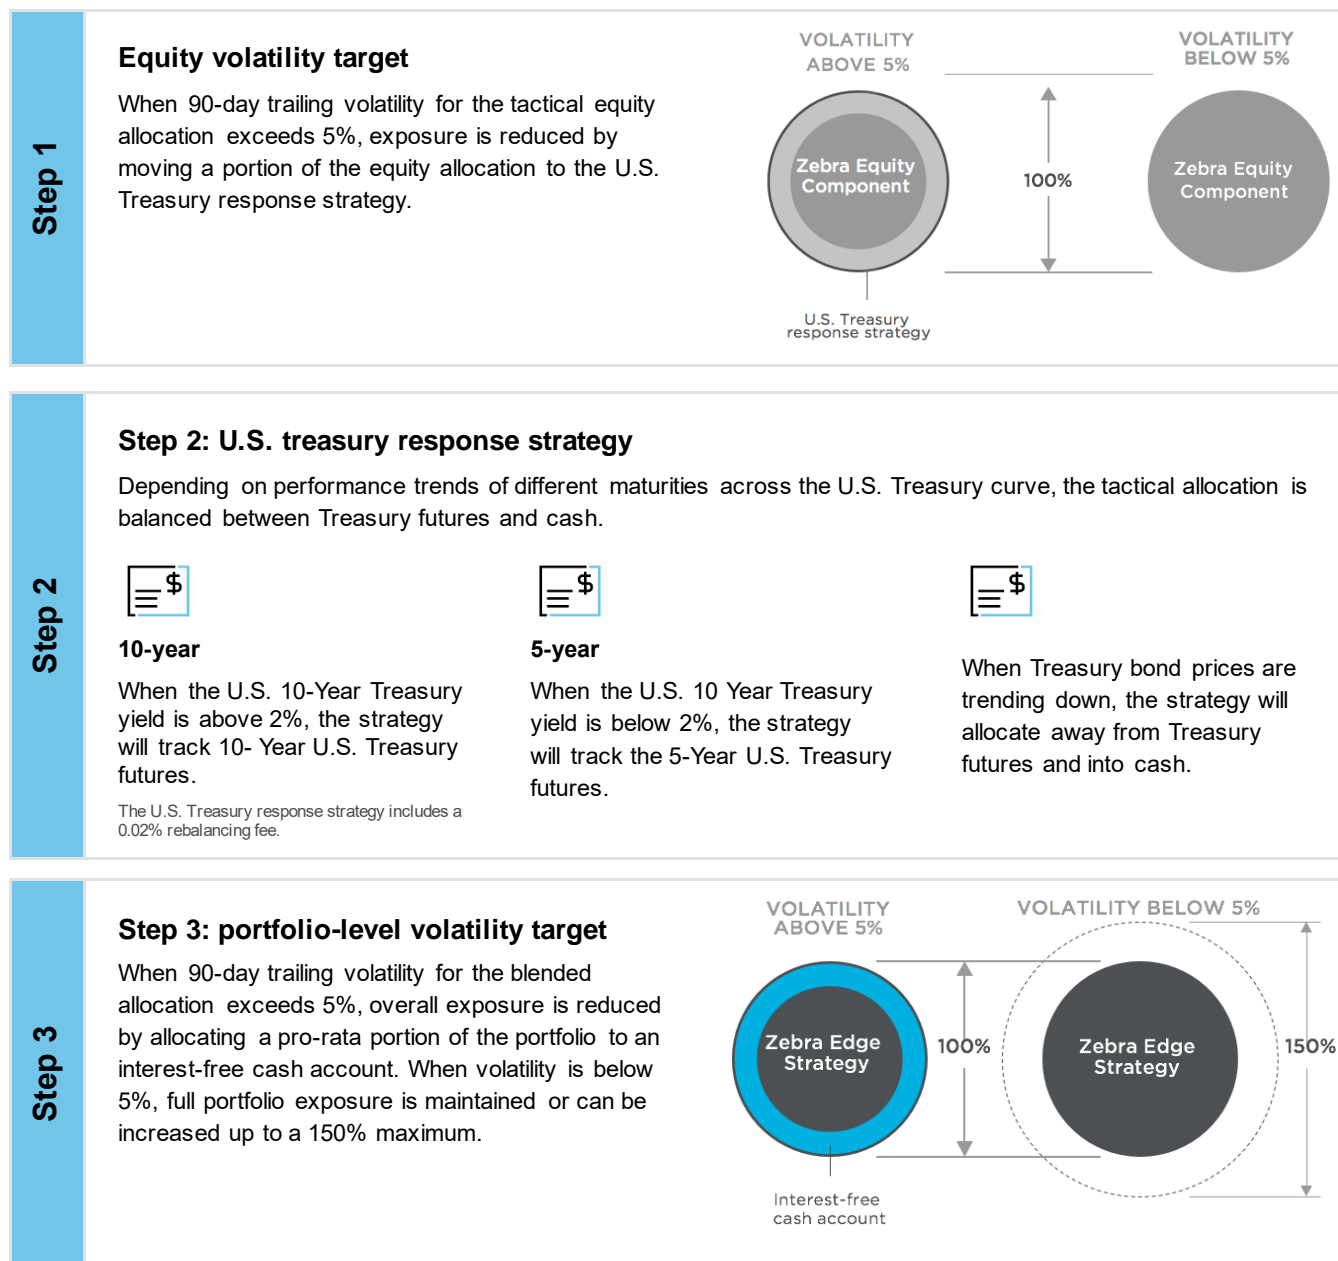 Step 1
Equity volatility target
When 90-day trailing volatility for the tactical equity
allocation exceeds 5%, exposure is reduced by
moving a portion of the equity allocation to the U.S.
Treasury response strategy.
VOLATILITY
ABOVE 5%
Zebra Equity
Component
U.S. Treasury
response strategy
100%
VOLATILITY
BELOW 5%
Zebra Equity
Component
Step 2
Step 2: U.S. treasury response strategy
Depending on performance trends of different maturities across the U.S. Treasury curve, the tactical allocation is
balanced between Treasury futures and cash.
$
10-year
When the U.S. 10-Year Treasury
yield is above 2%, the strategy
will track 10- Year U.S. Treasury
futures.
The U.S. Treasury response strategy includes a
0.02% rebalancing fee.
$
5-year
When the U.S. 10 Year Treasury
yield is below 2%, the strategy
will track the 5-Year U.S. Treasury
futures.
$
When Treasury bond prices are
trending down, the strategy will
allocate away from Treasury
futures and into cash.
Step 3
Step 3: portfolio-level volatility target
When 90-day trailing volatility for the blended
allocation exceeds 5%, overall exposure is reduced
by allocating a pro-rata portion of the portfolio to an
interest-free cash account. When volatility is below
5%, full portfolio exposure is maintained or can be
increased up to a 150% maximum.
VOLATILITY
ABOVE 5%
Zebra Edge
Strategy
Interest-free
cash account
100%
VOLATILITY BELOW 5%
Zebra Edge
Strategy
150%